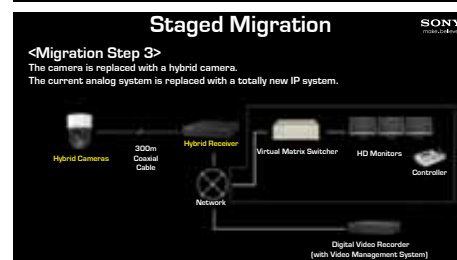 Staged Migration
SONY
make.believe
<Migration Step 3>
The camera is replaced with a hybrid camera.
The current analog system is replaced with a totally new IP system.
Hybrid Cameras
300m
Coaxial
Cable
Hybrid Receiver
Virtual Matrix Switcher
HD Monitors
Controller
Network
Digital Video Recorder
(with Video Management System)